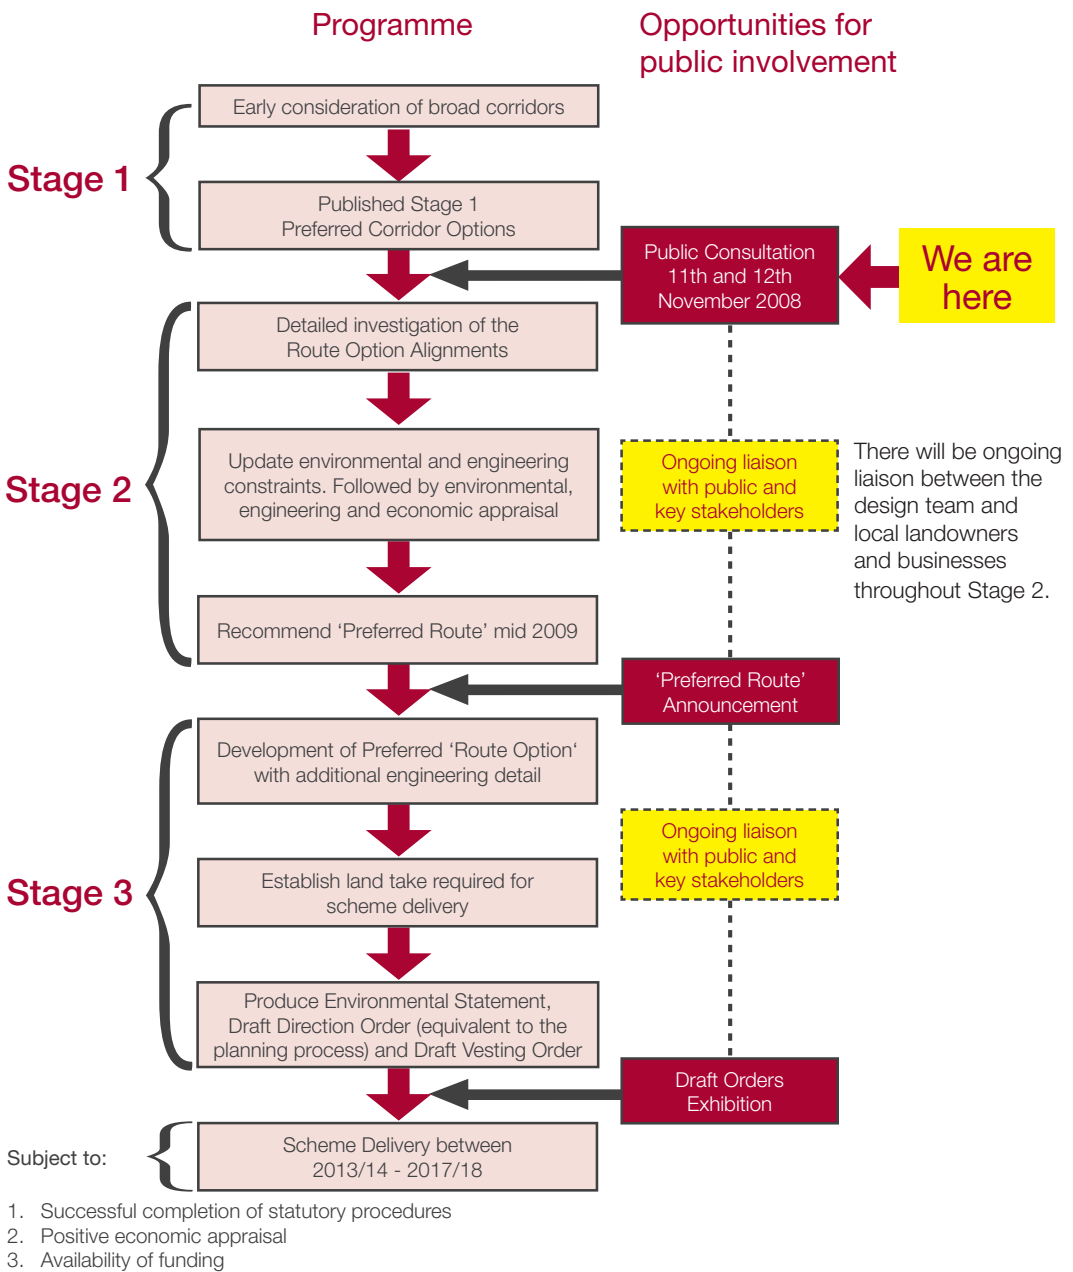 Programme
Opportunities for
public involvement
Stage 1
Early consideration of broad corridors
Published Stage 1
Preferred Corridor Options
Public Consultation
11th and 12th
November 2008
We are
here
Stage 2
Detailed investigation of the
Route Option Alignments
Update environmental and engineering
constraints. Followed by environmental,
engineering and economic appraisal
Ongoing liaison
with public and
key stakeholders
There will be ongoing
liaison between the
design team and
local landowners
and businesses
throughout Stage 2.
Recommend ‘Preferred Route’ mid 2009
‘Preferred Route’
Announcement
Stage 3
Development of Preferred ‘Route Option‘
with additional engineering detail
Ongoing liaison
with public and
key stakeholders
Establish land take required for
scheme delivery
Produce Environmental Statement,
Draft Direction Order (equivalent to the
planning process) and Draft Vesting Order
Draft Orders
Exhibition
Subject to:
Scheme Delivery between
2013/14 - 2017/18
1. Successful completion of statutory procedures
2. Positive economic appraisal
3. Availability of funding